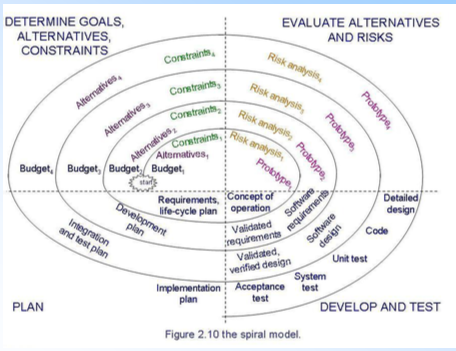 DETERMINE GOALS,
ALTERNATIVES,
CONSTRAINTS
EVALUATE ALTERNATIVES
AND RISKS
Constraints₄
Risk analysis₄
Alternatives₄
Constraints₃
Risk analysis₃
Prototype₄
Alternatives₃
Constraints₂
Risk analysis₂
Prototype₃
Alternatives₂
Constraints₁
Risk analysis₁
Prototype₂
Alternatives₁
Prototype₁
Budget₄
Budget₃
Budget₂
Budget₁
start
Requirements,
life-cycle plan
Concept of
operation
Development
plan
Validated
requirements
Software
requirements
Detailed
design
Integration
and test plan
Validated,
verified design
Software
design
Code
Unit test
System
test
Acceptance
test
Implementation
plan
PLAN
DEVELOP AND TEST
Figure 2.10 the spiral model.